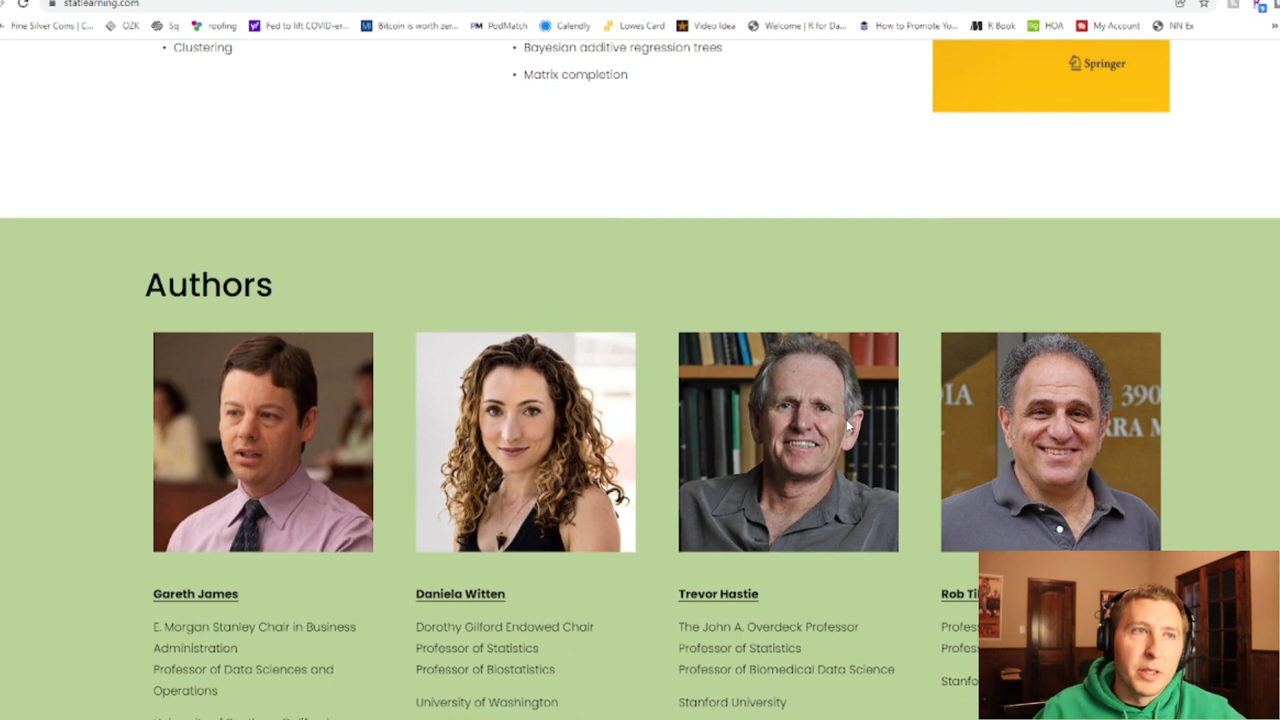 statlearning.com
Fine Silver Coins | C...
OZK
Sq
roofing
Fed to lift COVID-er...
Bitcoin is worth zer...
PodMatch
Calendly
Lowes Card
Video Idea
Welcome | R for Da...
How to Promote Yo...
R Book
HOA
My Account
NN Ex
• Clustering
• Bayesian additive regression trees
• Matrix completion
Springer
Authors
390
Gareth James
Daniela Witten
Trevor Hastie
Rob
E. Morgan Stanley Chair in Business
Administration
Professor of Data Sciences and
Operations
Dorothy Gilford Endowed Chair
Professor of Statistics
Professor of Biostatistics
University of Washington
The John A. Overdeck Professor
Professor of Statistics
Professor of Biomedical Data Science
Stanford University